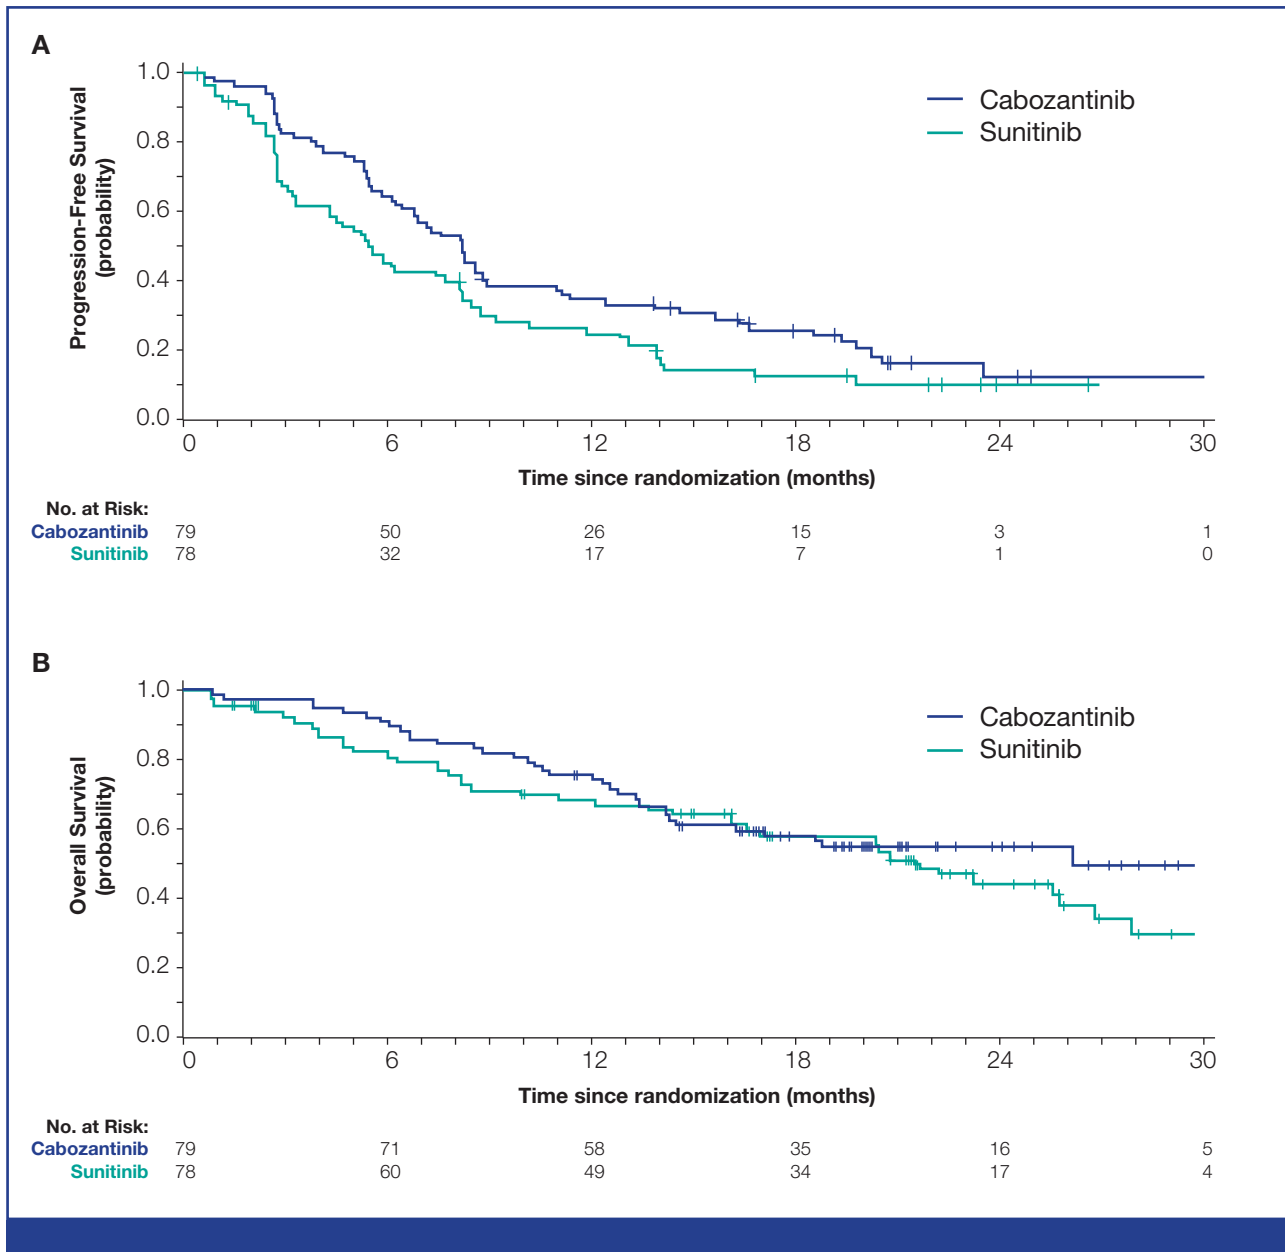 A
Progression-Free Survival
(probability)
1.0
0.8
0.6
0.4
0.2
0.0
Cabozantinib
Sunitinib
0 6 12 18 24 30
Time since randomization (months)
No. at Risk:
Cabozantinib 79 50 26 15 3 1
Sunitinib 78 32 17 7 1 0
B
Overall Survival
(probability)
1.0
0.8
0.6
0.4
0.2
0.0
Cabozantinib
Sunitinib
0 6 12 18 24 30
Time since randomization (months)
No. at Risk:
Cabozantinib 79 71 58 35 16 5
Sunitinib 78 60 49 34 17 4